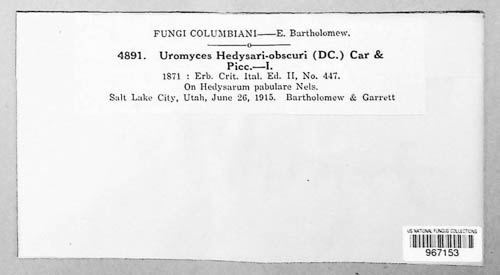 FUNGI COLUMBIANI—E. Bartholomew.
4891. Uromyces Hedysari-obscuri (DC.) Car &
Picc.—I.
1871 : Erb. Crit. Ital. Ed. II, No. 447.
On Hedysarum pabulare Nels.
Salt Lake City, Utah, June 26, 1915. Bartholomew & Garrett
US NATIONAL FUNGUS COLLECTIONS
967153